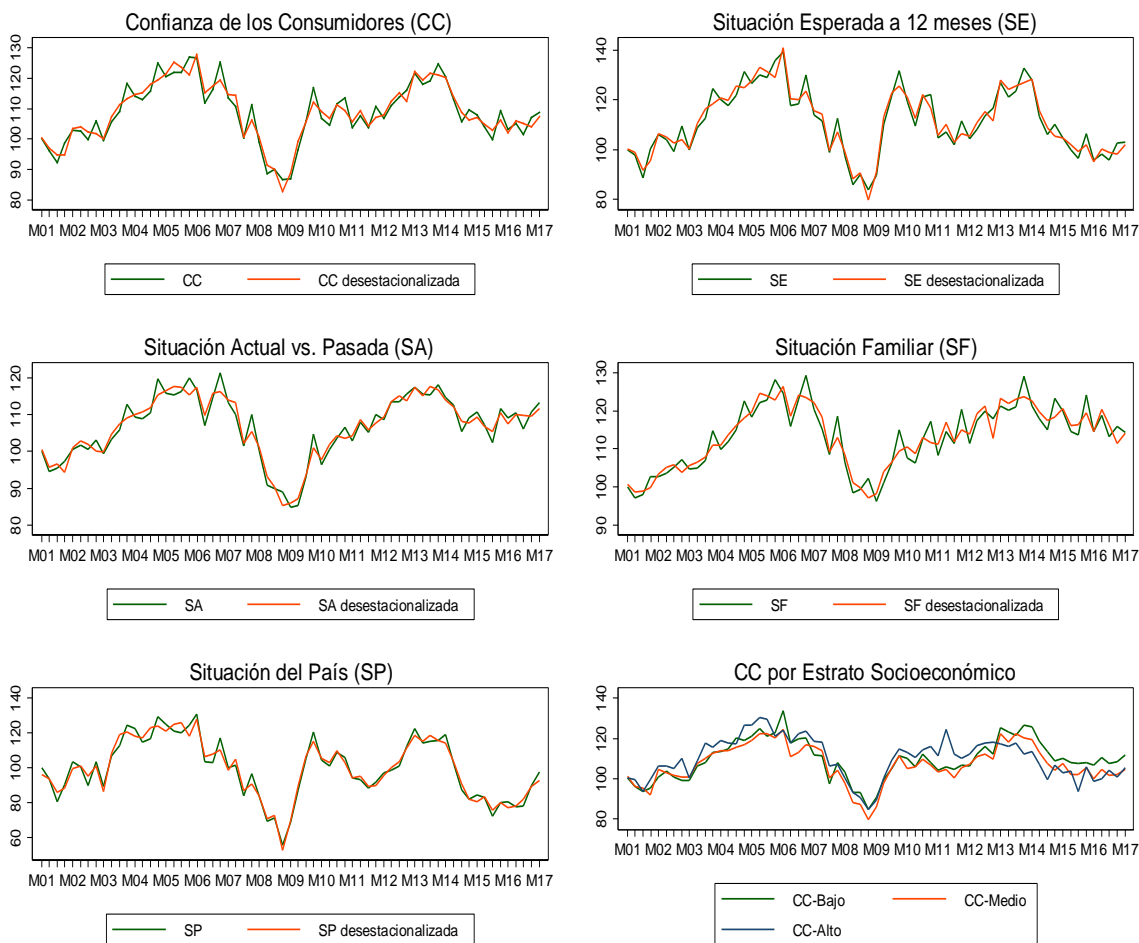 Confianza de los Consumidores (CC)
80 90 100 110 120 130
M01 M02 M03 M04 M05 M06 M07 M08 M09 M10 M11 M12 M13 M14 M15 M16 M17
CC CC desestacionalizada
Situación Esperada a 12 meses (SE)
80 100 120 140
M01 M02 M03 M04 M05 M06 M07 M08 M09 M10 M11 M12 M13 M14 M15 M16 M17
SE SE desestacionalizada
Situación Actual vs. Pasada (SA)
80 90 100 110 120
M01 M02 M03 M04 M05 M06 M07 M08 M09 M10 M11 M12 M13 M14 M15 M16 M17
SA SA desestacionalizada
Situación Familiar (SF)
90 100 110 120 130
M01 M02 M03 M04 M05 M06 M07 M08 M09 M10 M11 M12 M13 M14 M15 M16 M17
SF SF desestacionalizada
Situación del País (SP)
60 80 100 120 140
M01 M02 M03 M04 M05 M06 M07 M08 M09 M10 M11 M12 M13 M14 M15 M16 M17
SP SP desestacionalizada
CC por Estrato Socioeconómico
80 100 120 140
M01 M02 M03 M04 M05 M06 M07 M08 M09 M10 M11 M12 M13 M14 M15 M16 M17
CC-Bajo CC-Medio
CC-Alto